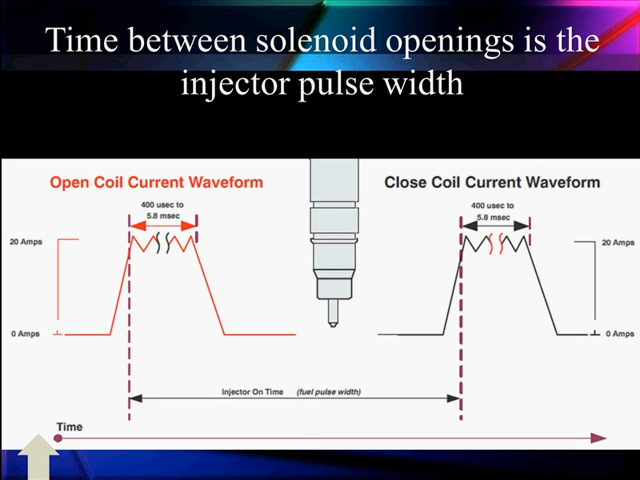 Time between solenoid openings is the
injector pulse width
Open Coil Current Waveform
Close Coil Current Waveform
400 usec to
5.8 msec
400 usec to
5.8 msec
20 Amps
20 Amps
0 Amps
0 Amps
Injector On Time (fuel pulse width)
Time